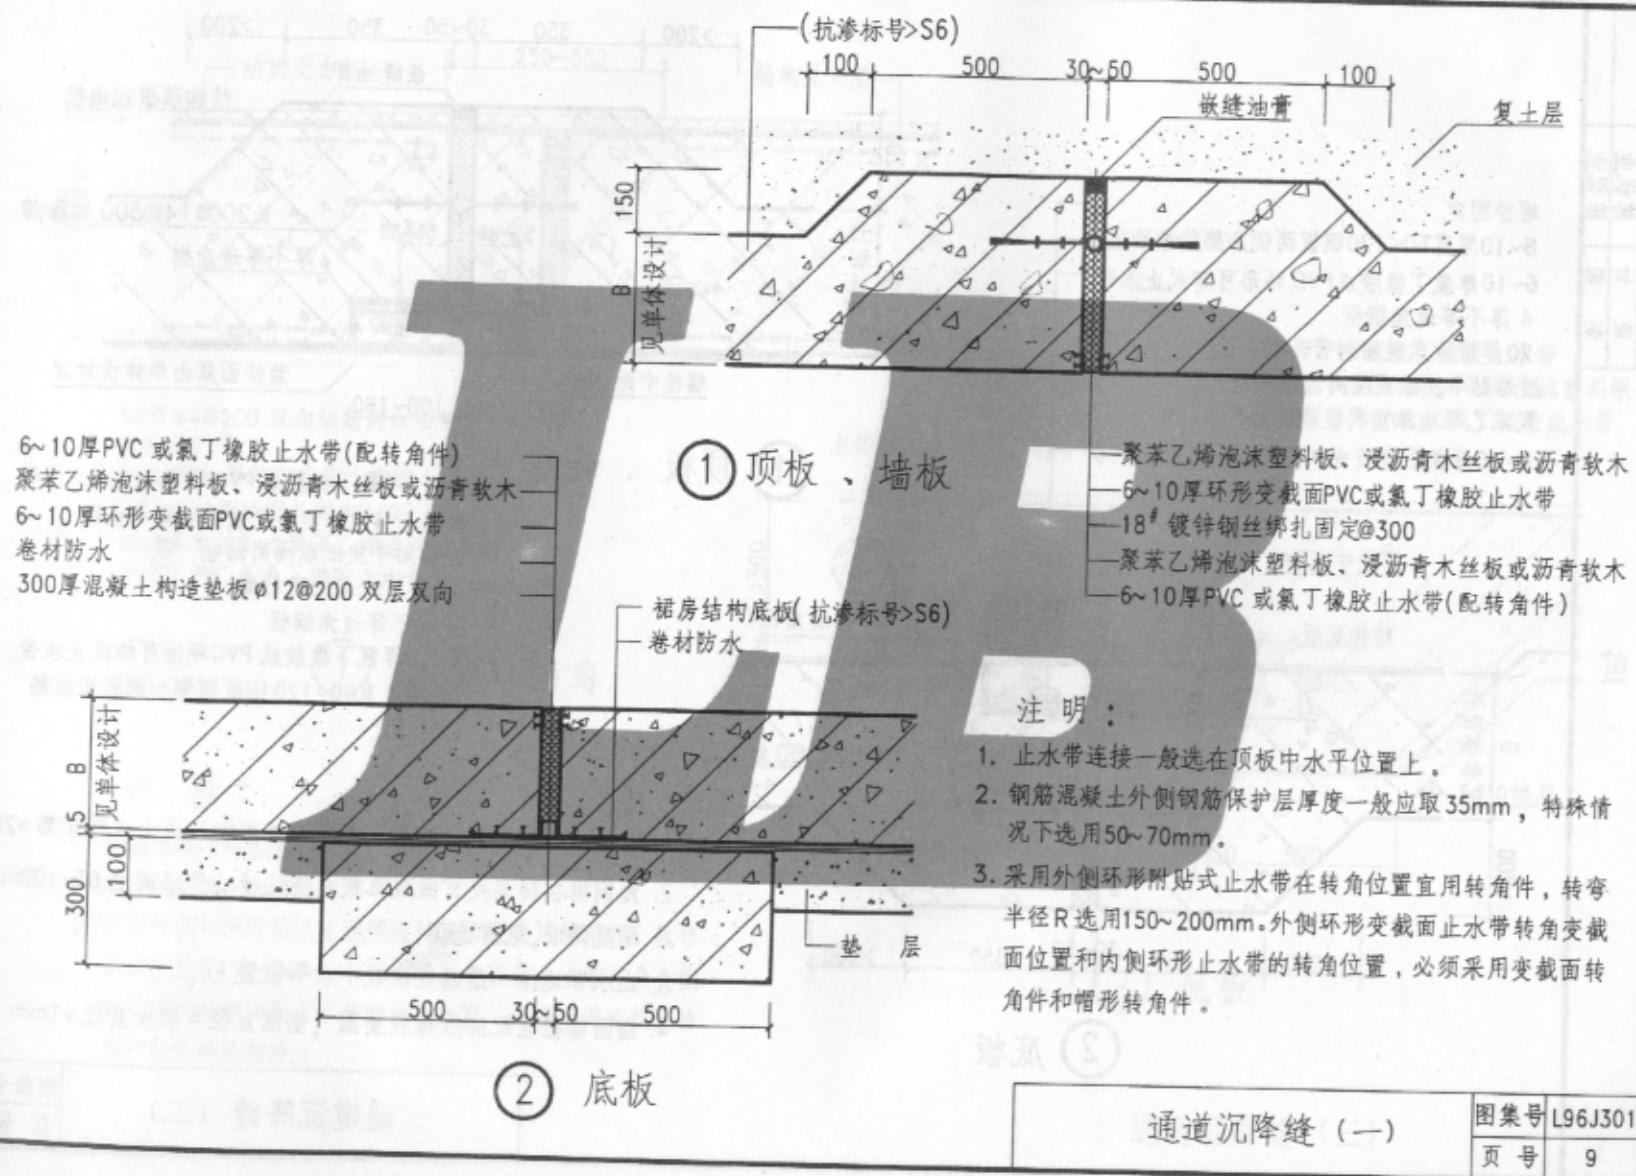 (抗渗标号>S6)
100 500 30~50 500 100
嵌缝油膏
复土层
150
B
见单体设计
① 顶板、墙板
聚苯乙烯泡沫塑料板、浸沥青木丝板或沥青软木
6~10厚环形变截面PVC或氯丁橡胶止水带
18# 镀锌钢丝绑扎固定@300
聚苯乙烯泡沫塑料板、浸沥青木丝板或沥青软木
6~10厚PVC 或氯丁橡胶止水带(配转角件)
6~10厚PVC 或氯丁橡胶止水带(配转角件)
聚苯乙烯泡沫塑料板、浸沥青木丝板或沥青软木
6~10厚环形变截面PVC或氯丁橡胶止水带
卷材防水
300厚混凝土构造垫板 ø12@200 双层双向
裙房结构底板(抗渗标号>S6)
卷材防水
B
见单体设计
5
100
300
垫 层
500 30~50 500
② 底板
LJB
注 明：
1. 止水带连接一般选在顶板中水平位置上。
2. 钢筋混凝土外侧钢筋保护层厚度一般应取35mm，特殊情
况下选用50~70mm。
3. 采用外侧环形附贴式止水带在转角位置宜用转角件，转弯
半径R选用150~200mm。外侧环形变截面止水带转角变截
面位置和内侧环形止水带的转角位置，必须采用变截面转
角件和帽形转角件。
通道沉降缝 (一)
图集号 L96J301
页 号 9